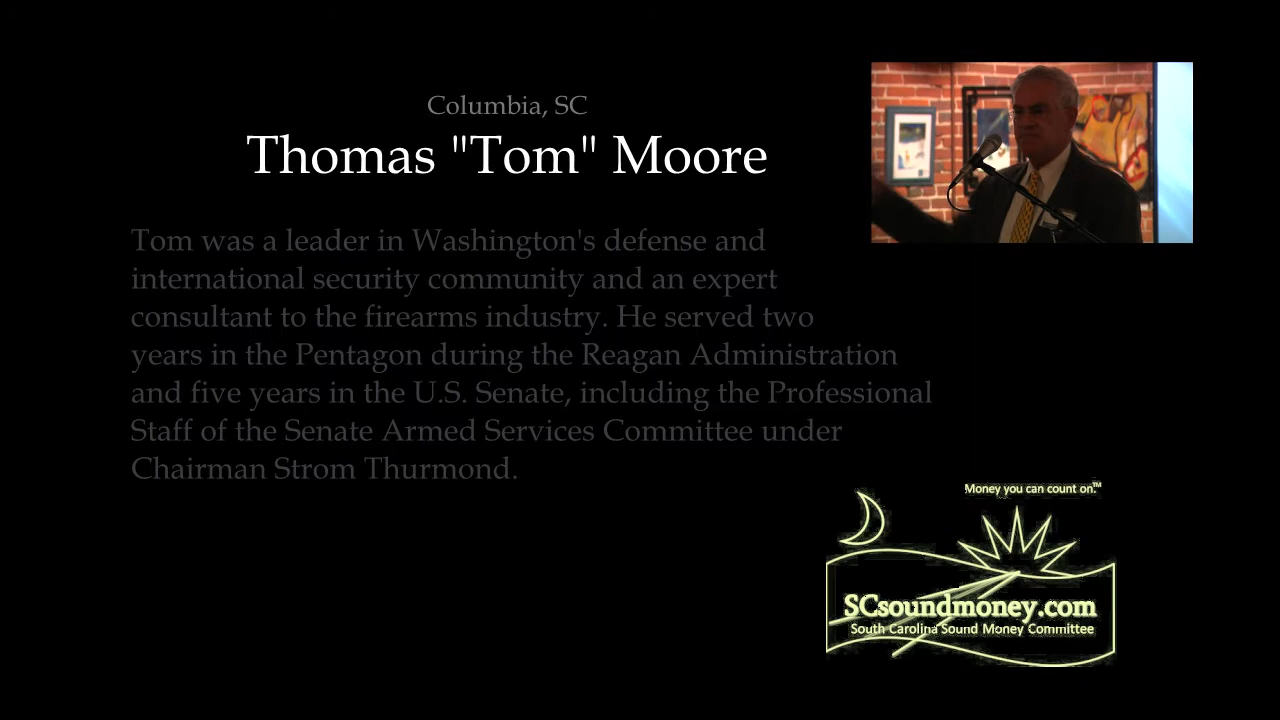 Columbia, SC
Thomas "Tom" Moore
Tom was a leader in Washington's defense and
international security community and an expert
consultant to the firearms industry. He served two
years in the Pentagon during the Reagan Administration
and five years in the U.S. Senate, including the Professional
Staff of the Senate Armed Services Committee under
Chairman Strom Thurmond.
Money you can count on.™
SCsoundmoney.com
South Carolina Sound Money Committee